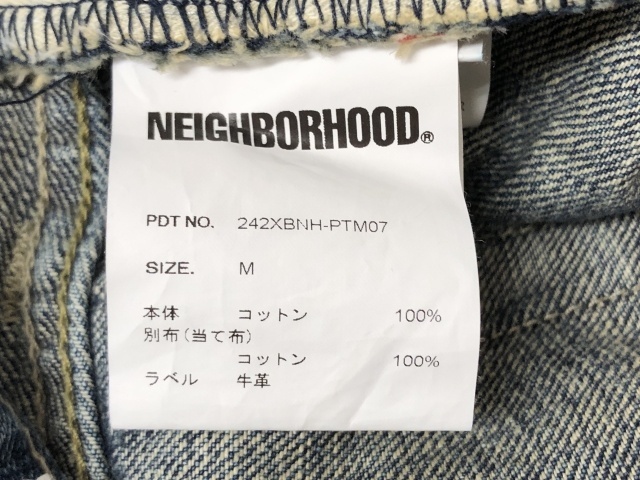 NEIGHBORHOOD®
PDT NO. 242XBNH-PTM07
SIZE. M
本体 コットン 100%
別布(当て布)
コットン 100%
ラベル 牛革